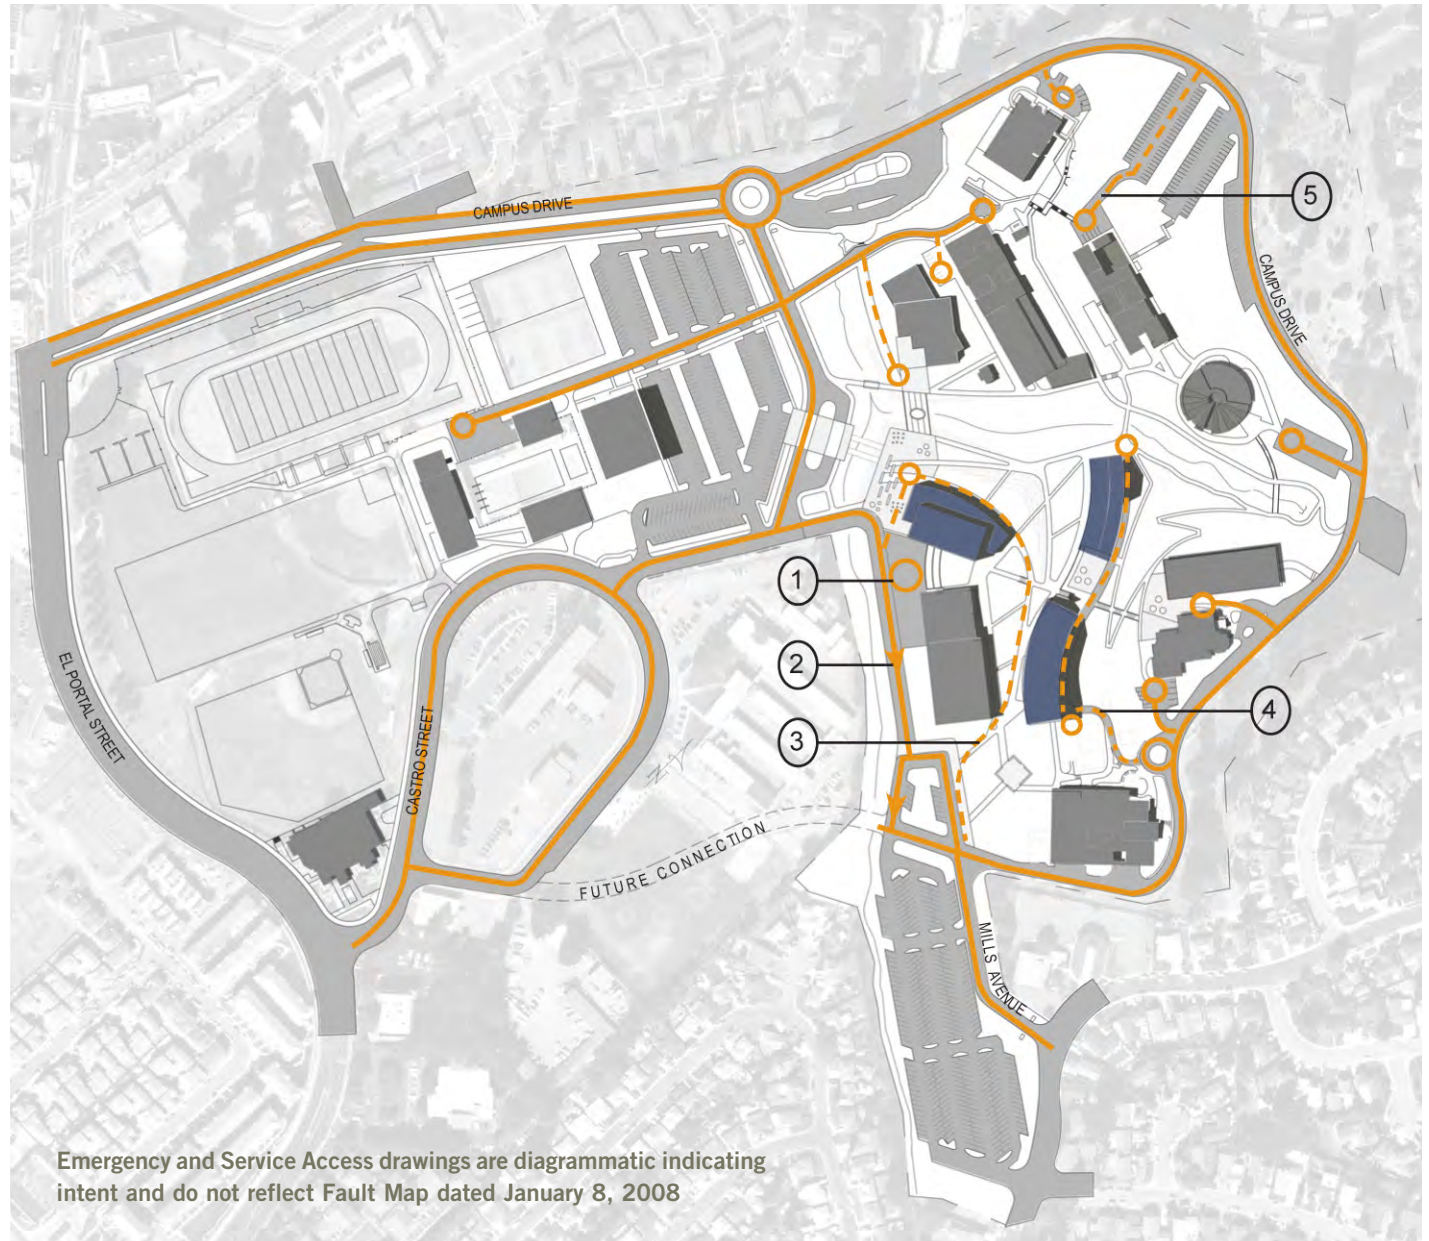 CAMPUS DRIVE
5
CAMPUS DRIVE
1
2
EL PORTAL STREET
CASTRO STREET
3
4
FUTURE CONNECTION
MILLS AVENUE
Emergency and Service Access drawings are diagrammatic indicating
intent and do not reflect Fault Map dated January 8, 2008